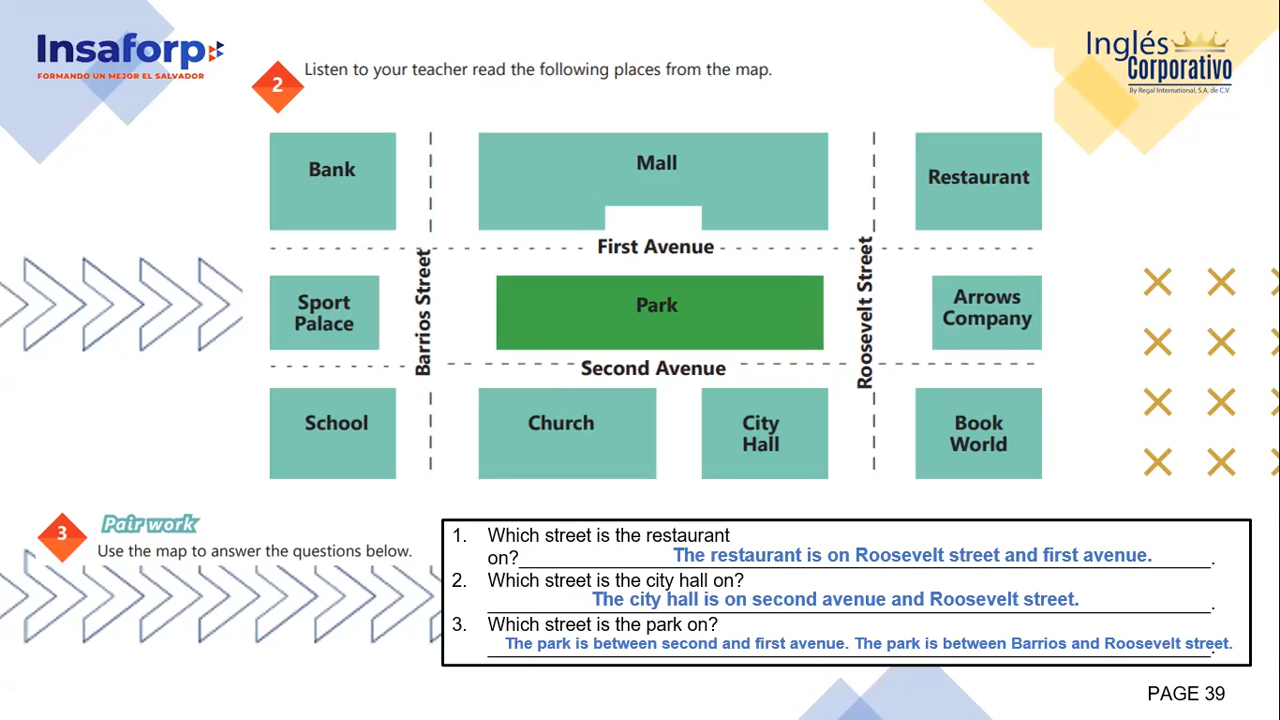 Insaforp
FORMANDO UN MEJOR EL SALVADOR
Inglés
Corporativo
By Regal International, S.A. de C.V.
2
Listen to your teacher read the following places from the map.
Bank
Mall
Restaurant
First Avenue
Barrios Street
Roosevelt Street
Sport
Palace
Park
Arrows
Company
Second Avenue
School
Church
City
Hall
Book
World
3
Pair work
Use the map to answer the questions below.
1. Which street is the restaurant
on? The restaurant is on Roosevelt street and first avenue.
2. Which street is the city hall on?
The city hall is on second avenue and Roosevelt street.
3. Which street is the park on?
The park is between second and first avenue. The park is between Barrios and Roosevelt street.
PAGE 39